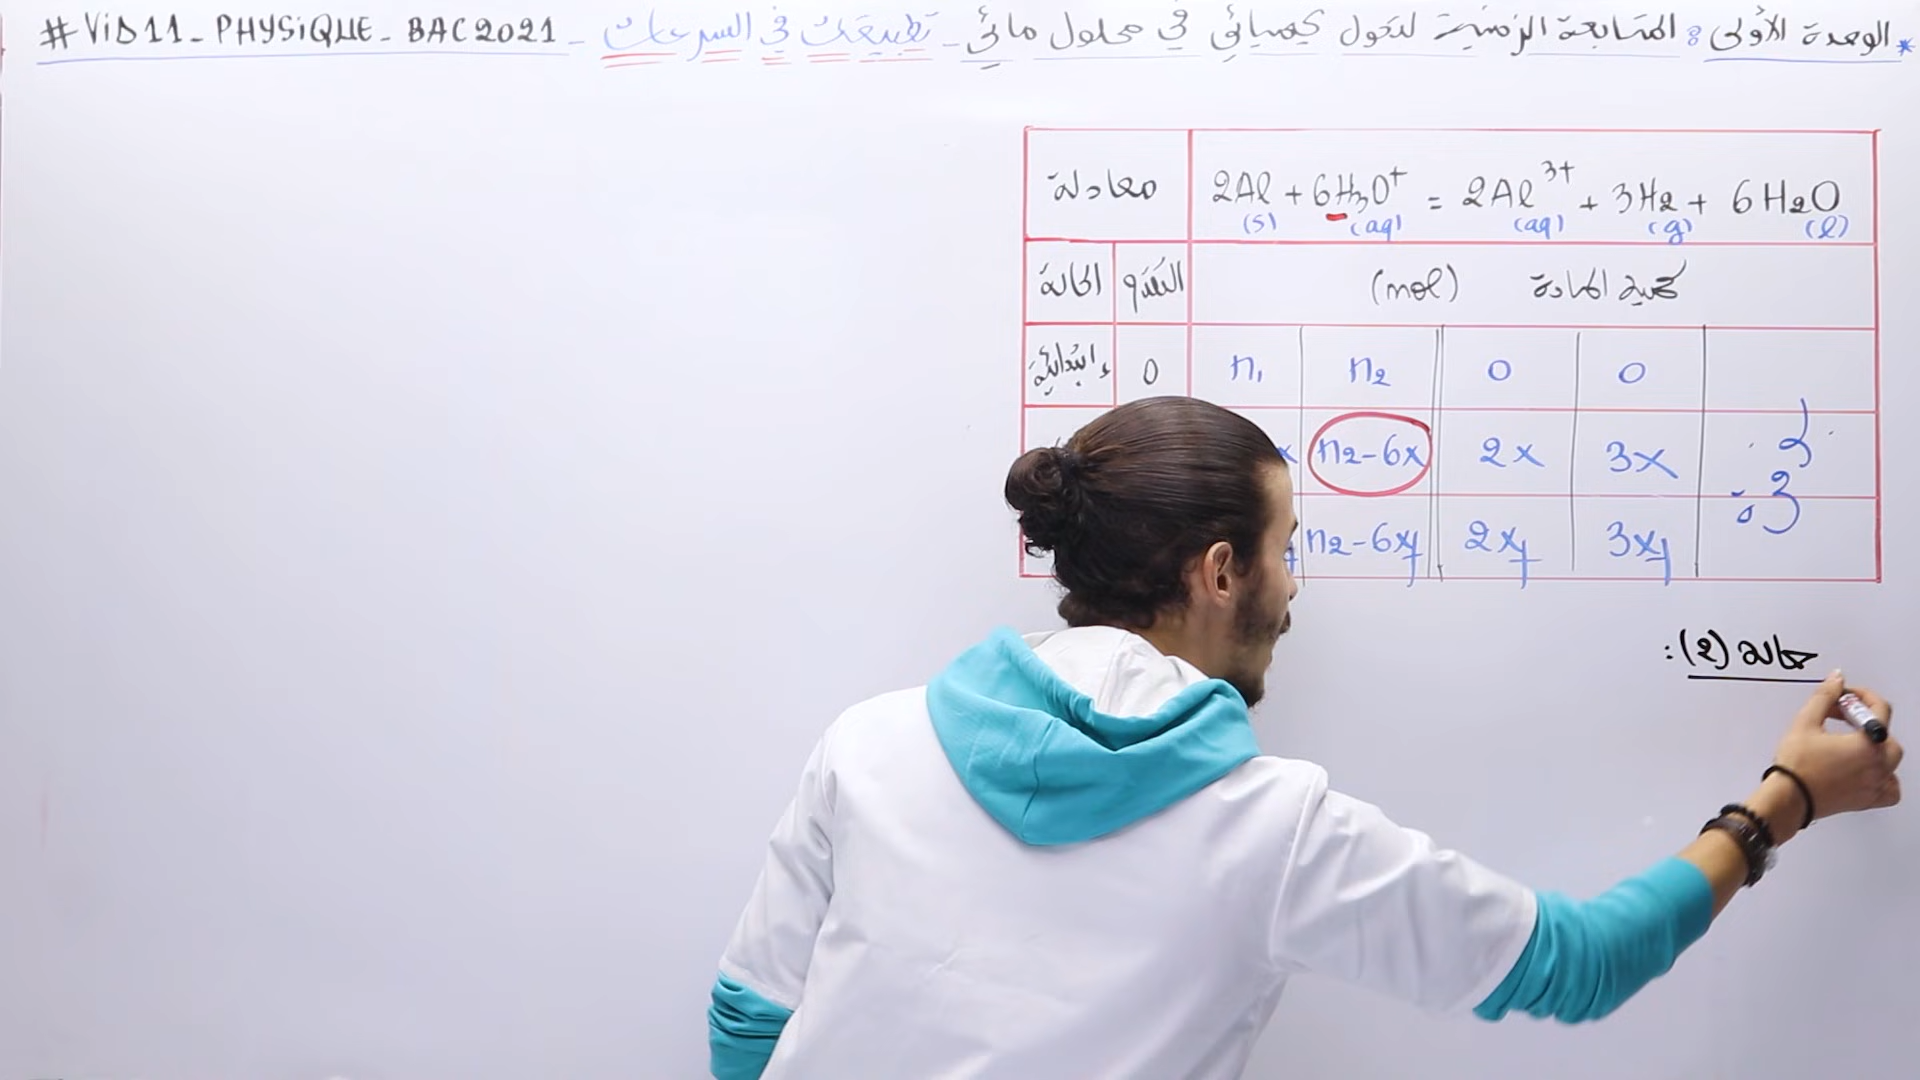 * الوحدة الأولى : المتابعة الزمنية لتحول كيميائي في محلول مائي - تطبيقات في السرعات - #ViD11_PHYSiQUE_BAC2021
معادلة 2Al(s) + 6H3O+(aq) = 2Al3+(aq) + 3H2(g) + 6H2O(l)
الحالة التقدم كمية المادة (mol)
إبتدائية 0 n1 n2 0 0
x n2-6x 2x 3x
n2-6xf 2xf 3xf
حالة (2) :